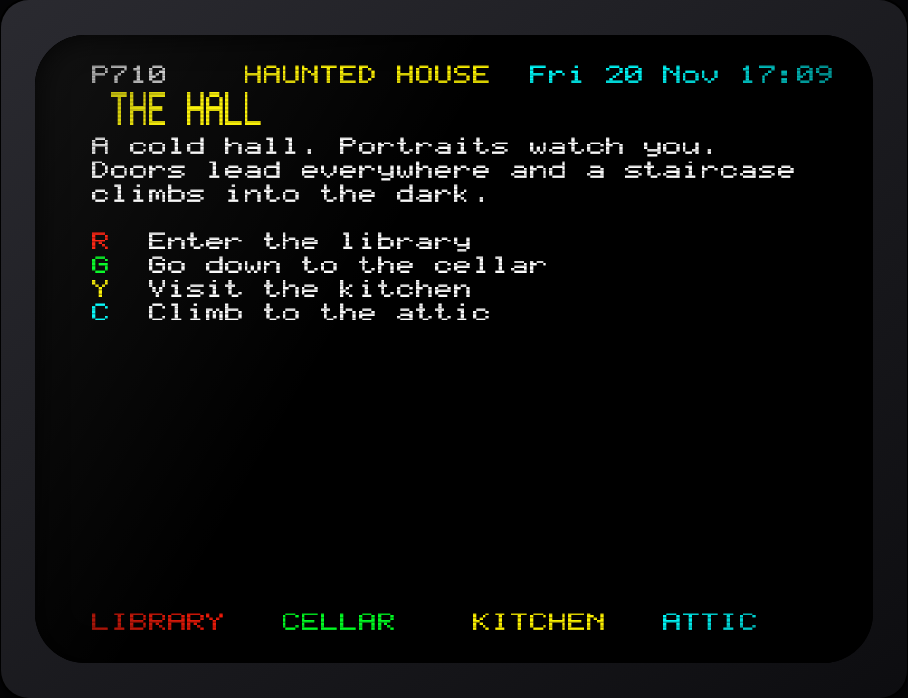 P710 HAUNTED HOUSE Fri 20 Nov 17:09
THE HALL
A cold hall. Portraits watch you.
Doors lead everywhere and a staircase
climbs into the dark.
R Enter the library
G Go down to the cellar
Y Visit the kitchen
C Climb to the attic
LIBRARY CELLAR KITCHEN ATTIC